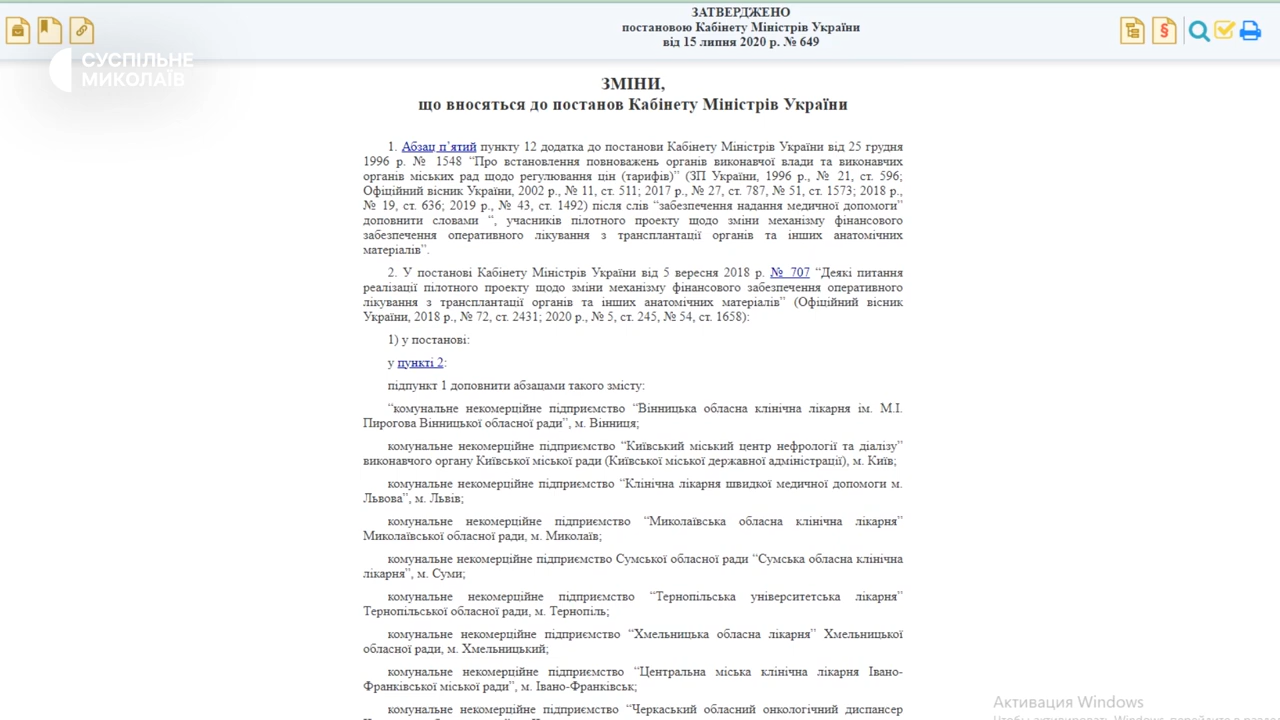 ЗАТВЕРДЖЕНО
постановою Кабінету Міністрів України
від 15 липня 2020 р. № 649
СУСПІЛЬНЕ
МИКОЛАЇВ
ЗМІНИ,
що вносяться до постанов Кабінету Міністрів України
1. Абзац п’ятий пункту 12 додатка до постанови Кабінету Міністрів України від 25 грудня
1996 р. № 1548 “Про встановлення повноважень органів виконавчої влади та виконавчих
органів міських рад щодо регулювання цін (тарифів)” (ЗП України, 1996 р., № 21, ст. 596;
Офіційний вісник України, 2002 р., № 11, ст. 511; 2017 р., № 27, ст. 787, № 51, ст. 1573; 2018 р.,
№ 19, ст. 636; 2019 р., № 43, ст. 1492) після слів “забезпечення надання медичної допомоги”
доповнити словами “, учасників пілотного проекту щодо зміни механізму фінансового
забезпечення оперативного лікування з трансплантації органів та інших анатомічних
матеріалів”.
2. У постанові Кабінету Міністрів України від 5 вересня 2018 р. № 707 “Деякі питання
реалізації пілотного проекту щодо зміни механізму фінансового забезпечення оперативного
лікування з трансплантації органів та інших анатомічних матеріалів” (Офіційний вісник
України, 2018 р., № 72, ст. 2431; 2020 р., № 5, ст. 245, № 54, ст. 1658):
1) у постанові:
у пункті 2:
підпункт 1 доповнити абзацами такого змісту:
“комунальне некомерційне підприємство “Вінницька обласна клінічна лікарня ім. М.І.
Пирогова Вінницької обласної ради”, м. Вінниця;
комунальне некомерційне підприємство “Київський міський центр нефрології та діалізу”
виконавчого органу Київської міської ради (Київської міської державної адміністрації), м. Київ;
комунальне некомерційне підприємство “Клінічна лікарня швидкої медичної допомоги м.
Львова”, м. Львів;
комунальне некомерційне підприємство “Миколаївська обласна клінічна лікарня”
Миколаївської обласної ради, м. Миколаїв;
комунальне некомерційне підприємство Сумської обласної ради “Сумська обласна клінічна
лікарня”, м. Суми;
комунальне некомерційне підприємство “Тернопільська університетська лікарня”
Тернопільської обласної ради, м. Тернопіль;
комунальне некомерційне підприємство “Хмельницька обласна лікарня” Хмельницької
обласної ради, м. Хмельницький;
комунальне некомерційне підприємство “Центральна міська клінічна лікарня Івано-
Франківської міської ради”, м. Івано-Франківськ;
комунальне некомерційне підприємство “Черкаський обласний онкологічний диспансер
Активация Windows